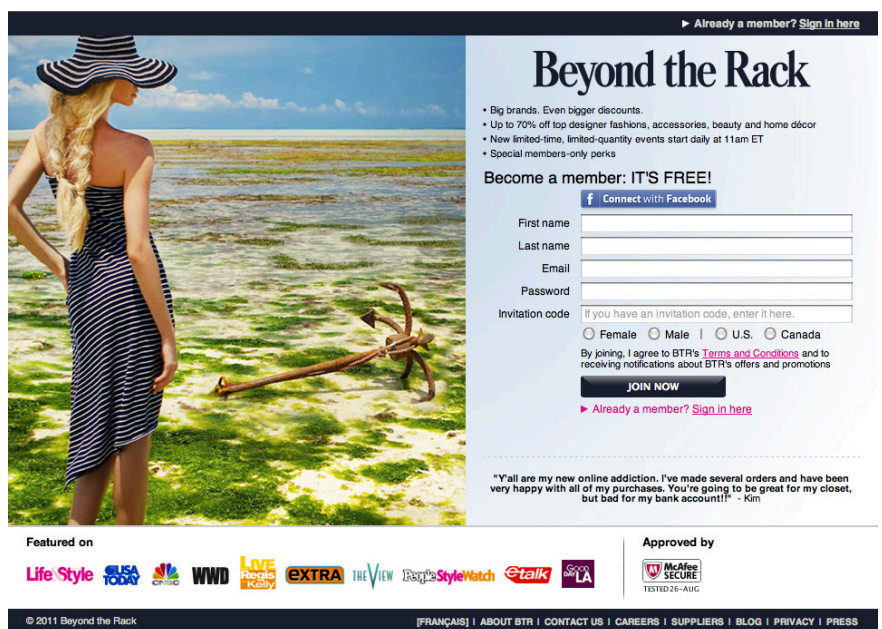 ► Already a member? Sign in here
Beyond the Rack
• Big brands. Even bigger discounts.
• Up to 70% off top designer fashions, accessories, beauty and home décor
• New limited-time, limited-quantity events start daily at 11am ET
• Special members-only perks
Become a member: IT'S FREE!
f Connect with Facebook
First name
Last name
Email
Password
Invitation code If you have an invitation code, enter it here.
Female Male | U.S. Canada
By joining, I agree to BTR's Terms and Conditions and to
receiving notifications about BTR's offers and promotions
JOIN NOW
► Already a member? Sign in here
"Y'all are my new online addiction. I've made several orders and have been
very happy with all of my purchases. You're going to be great for my closet,
but bad for my bank account!!" - Kim
Featured on
Approved by
Life&Style USA TODAY CNBC WWD LIVE Regis Kelly extra THE VIEW People StyleWatch etalk GOOD DAY LA
McAfee SECURE
TESTED 26-AUG
© 2011 Beyond the Rack
[FRANÇAIS] | ABOUT BTR | CONTACT US | CAREERS | SUPPLIERS | BLOG | PRIVACY | PRESS